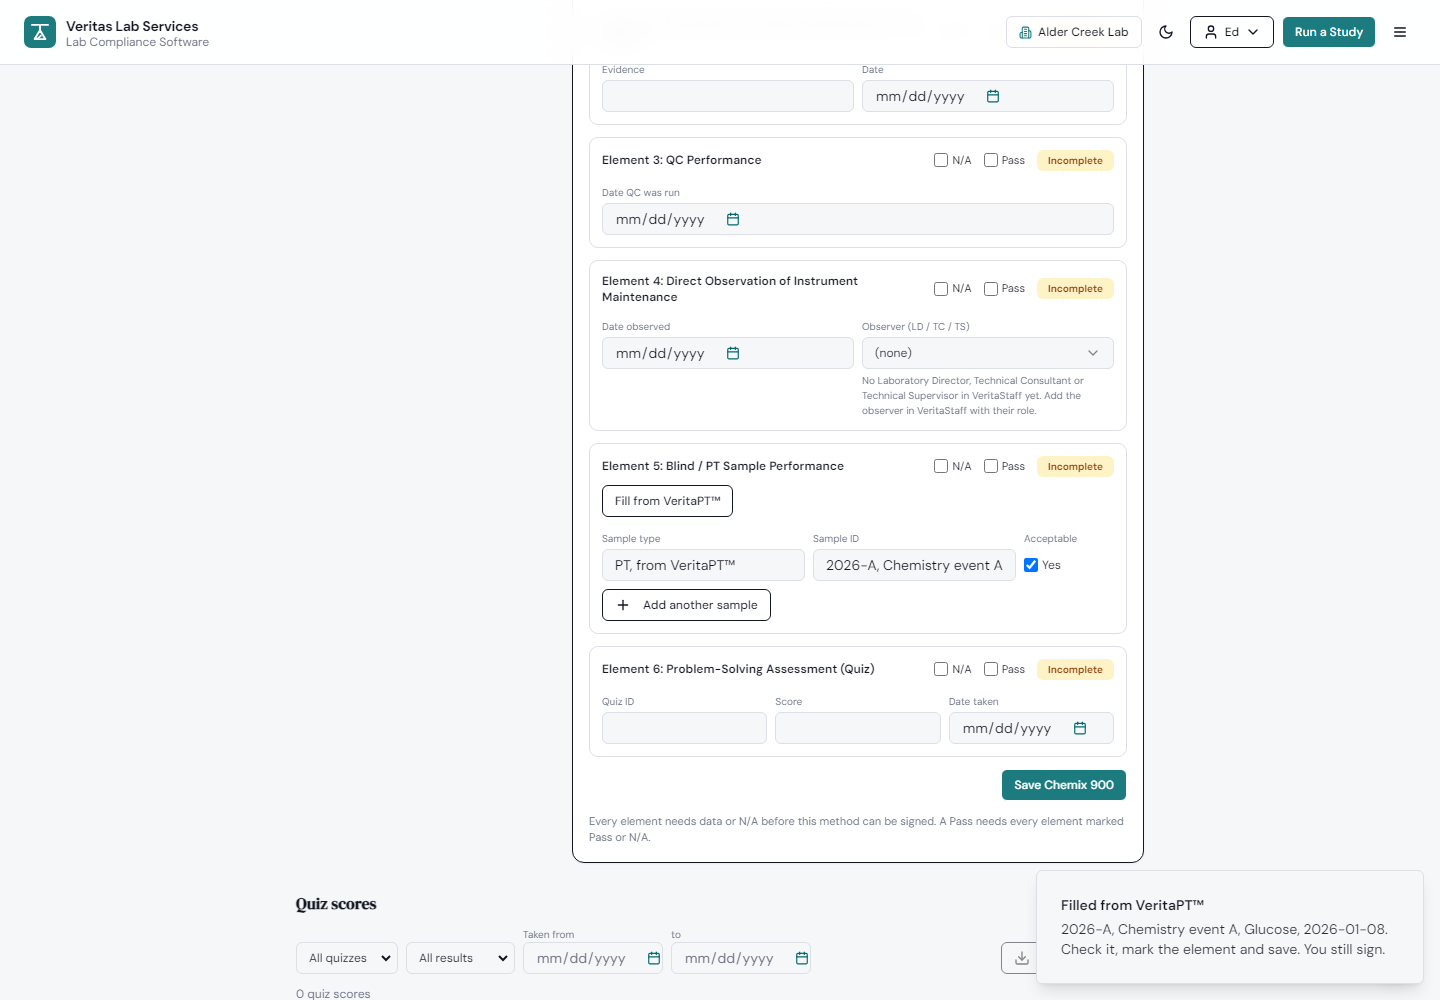 Veritas Lab Services
Lab Compliance Software
Alder Creek Lab
Ed
Run a Study
Evidence
Date
mm/dd/yyyy
Element 3: QC Performance
N/A
Pass
Incomplete
Date QC was run
mm/dd/yyyy
Element 4: Direct Observation of Instrument
Maintenance
N/A
Pass
Incomplete
Date observed
Observer (LD / TC / TS)
mm/dd/yyyy
(none)
No Laboratory Director, Technical Consultant or
Technical Supervisor in VeritaStaff yet. Add the
observer in VeritaStaff with their role.
Element 5: Blind / PT Sample Performance
N/A
Pass
Incomplete
Fill from VeritaPT™
Sample type
Sample ID
Acceptable
PT, from VeritaPT™
2026-A, Chemistry event A
Yes
Add another sample
Element 6: Problem-Solving Assessment (Quiz)
N/A
Pass
Incomplete
Quiz ID
Score
Date taken
mm/dd/yyyy
Save Chemix 900
Every element needs data or N/A before this method can be signed. A Pass needs every element marked
Pass or N/A.
Quiz scores
Taken from
to
All quizzes
All results
mm/dd/yyyy
mm/dd/yyyy
0 quiz scores
Filled from VeritaPT™
2026-A, Chemistry event A, Glucose, 2026-01-08.
Check it, mark the element and save. You still sign.